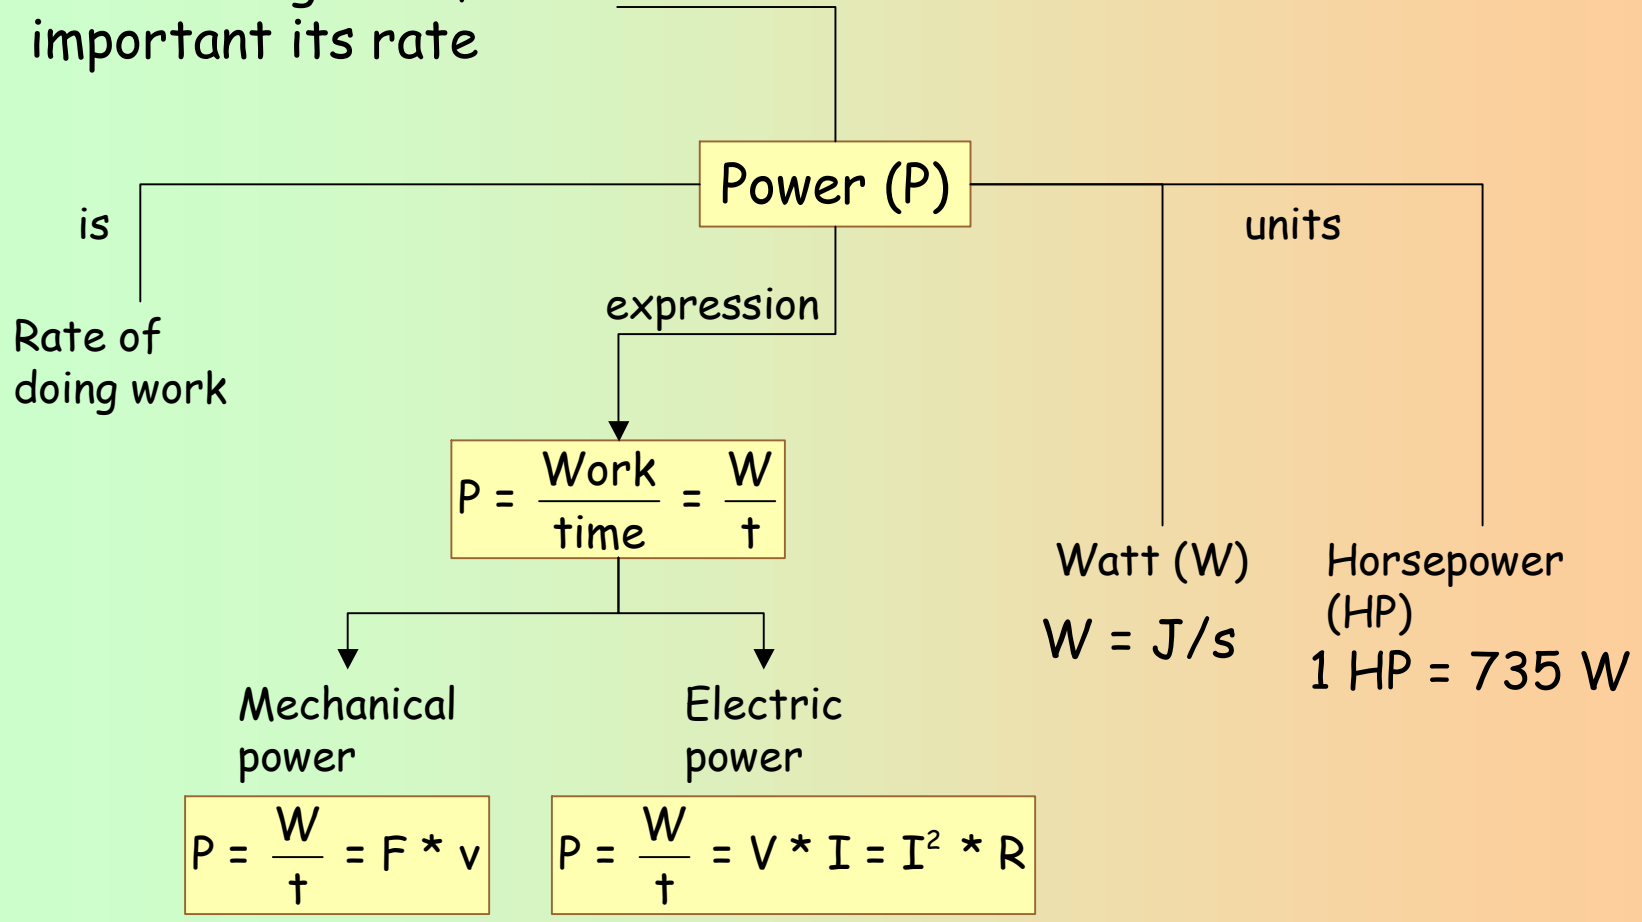 important its rate
Power (P)
is
units
expression
Rate of
doing work
P = Work/time = W/t
Watt (W)
W = J/s
Horsepower
(HP)
1 HP = 735 W
Mechanical
power
Electric
power
P = W/t = F * v
P = W/t = V * I = I² * R